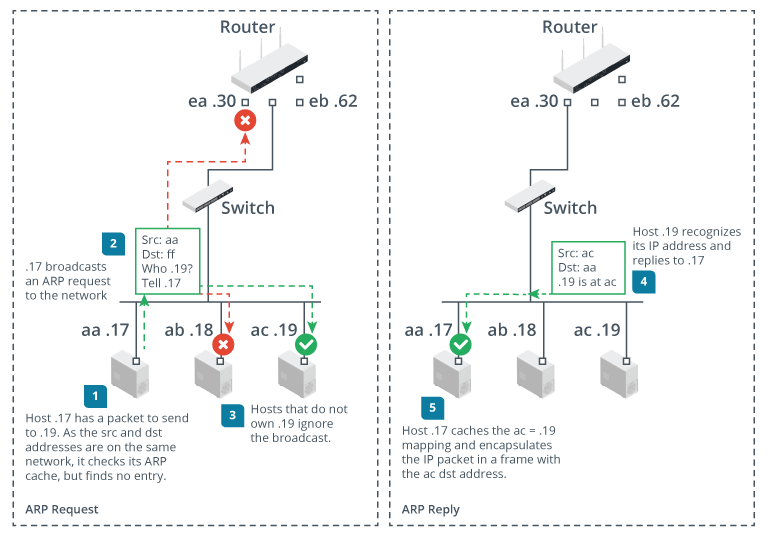 Router
ea .30
eb .62
Switch
2
Src: aa
Dst: ff
Who .19?
Tell .17
.17 broadcasts
an ARP request
to the network
aa .17
ab .18
ac .19
1
Host .17 has a packet to send
to .19. As the src and dst
addresses are on the same
network, it checks its ARP
cache, but finds no entry.
3
Hosts that do not
own .19 ignore
the broadcast.
ARP Request
Router
ea .30
eb .62
Switch
Host .19 recognizes
its IP address and
replies to .17
4
Src: ac
Dst: aa
.19 is at ac
aa .17
ab .18
ac .19
5
Host .17 caches the ac = .19
mapping and encapsulates
the IP packet in a frame with
the ac dst address.
ARP Reply